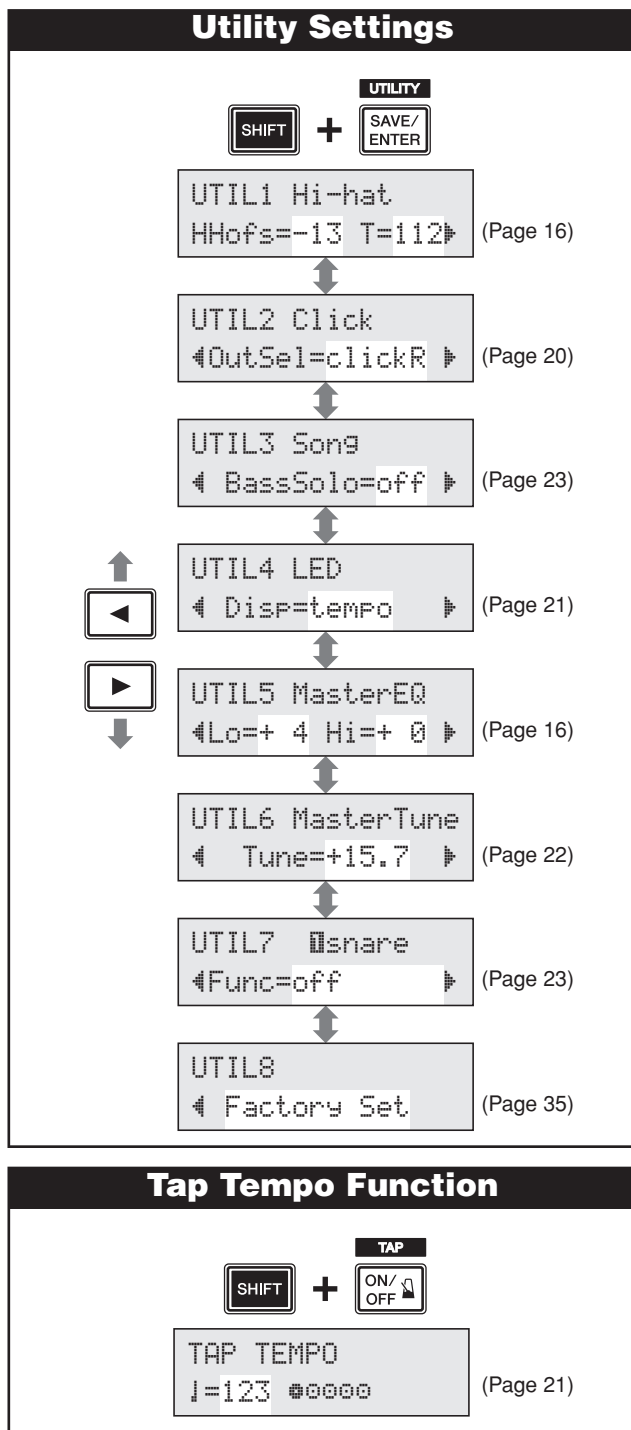 Utility Settings
UTILITY
SHIFT + SAVE/
ENTER
UTIL1 Hi-hat
HHofs=-13 T=112
(Page 16)
UTIL2 Click
OutSel=clickR
(Page 20)
UTIL3 Song
BassSolo=off
(Page 23)
UTIL4 LED
Disp=tempo
(Page 21)
UTIL5 MasterEQ
Lo=+ 4 Hi=+ 0
(Page 16)
UTIL6 MasterTune
Tune=+15.7
(Page 22)
UTIL7 1snare
Func=off
(Page 23)
UTIL8
Factory Set
(Page 35)
Tap Tempo Function
TAP
SHIFT + ON/
OFF
TAP TEMPO
♩=123
(Page 21)